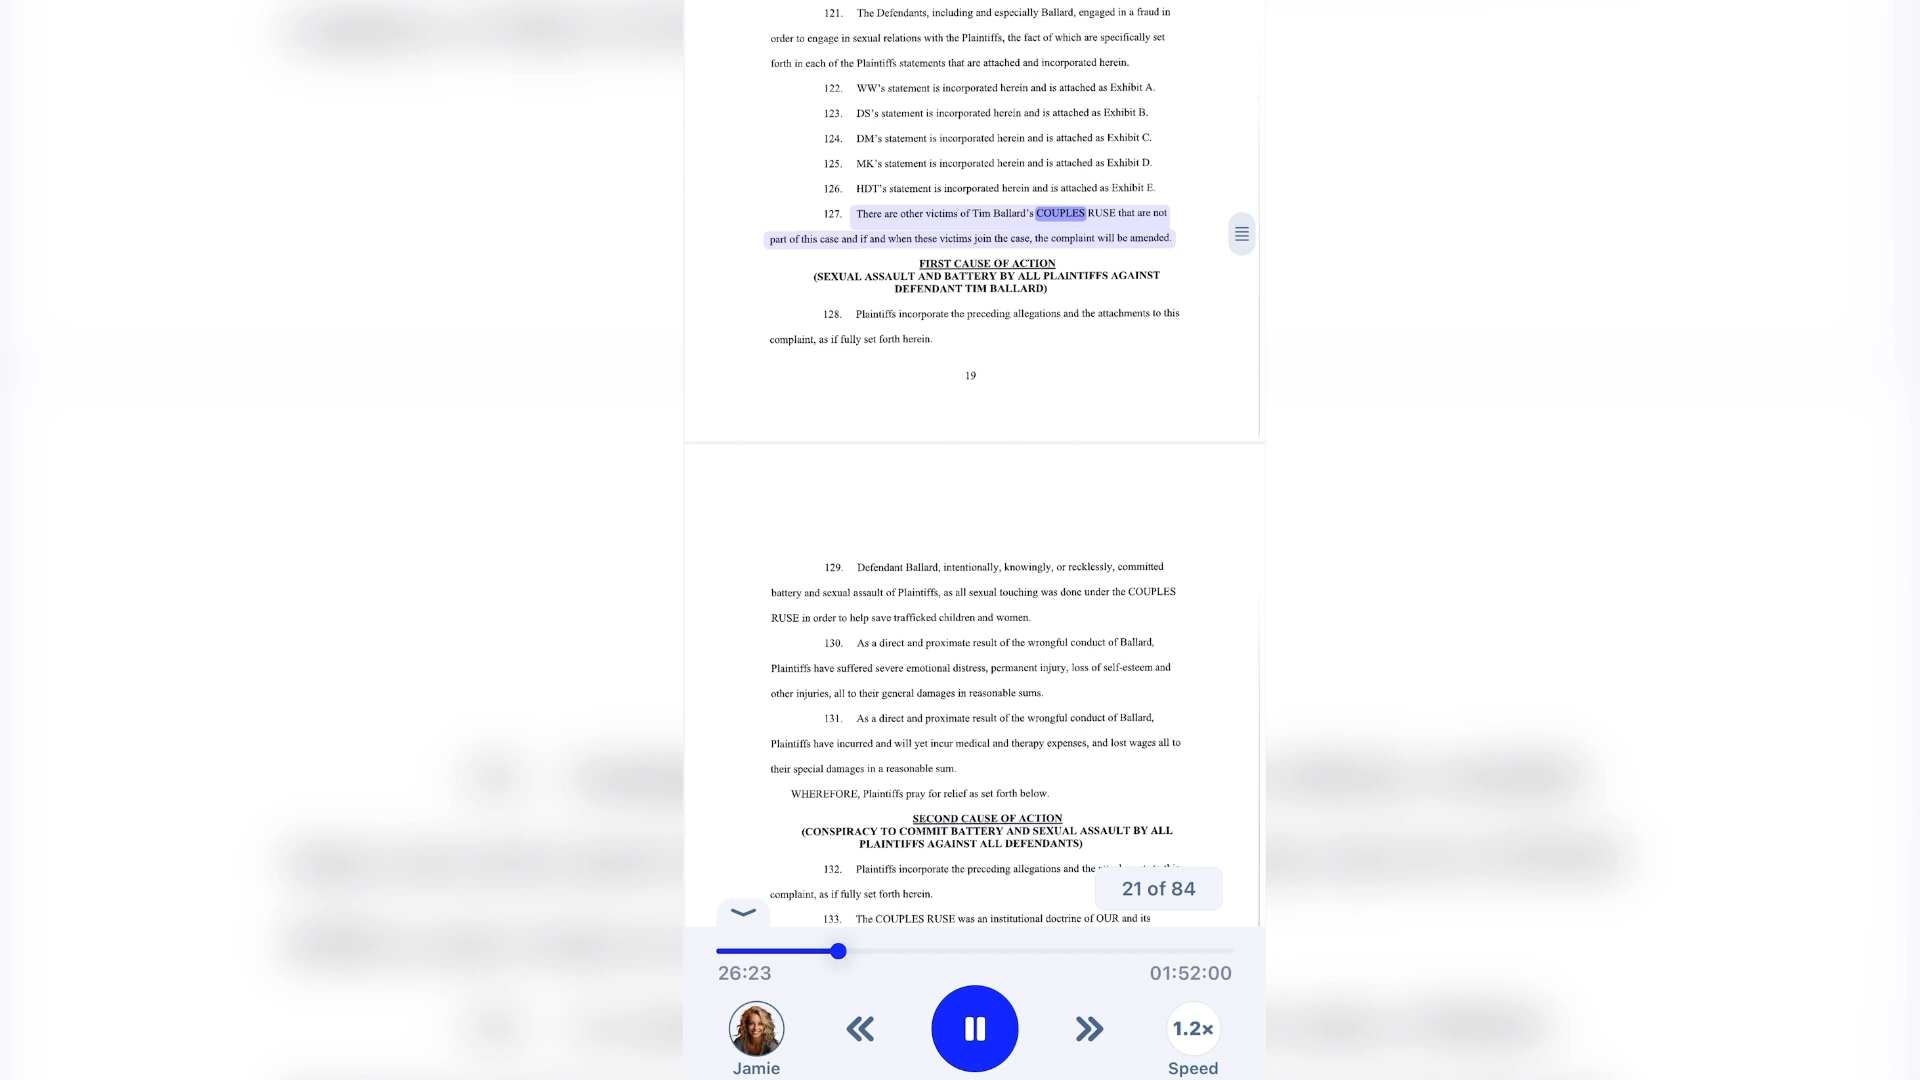 121. The Defendants, including and especially Ballard, engaged in a fraud in
order to engage in sexual relations with the Plaintiffs, the fact of which are specifically set
forth in each of the Plaintiffs statements that are attached and incorporated herein.
122. WW's statement is incorporated herein and is attached as Exhibit A.
123. DS's statement is incorporated herein and is attached as Exhibit B.
124. DM's statement is incorporated herein and is attached as Exhibit C.
125. MK's statement is incorporated herein and is attached as Exhibit D.
126. HDT's statement is incorporated herein and is attached as Exhibit E.
127. There are other victims of Tim Ballard's COUPLES RUSE that are not
part of this case and if and when these victims join the case, the complaint will be amended.
FIRST CAUSE OF ACTION
(SEXUAL ASSAULT AND BATTERY BY ALL PLAINTIFFS AGAINST
DEFENDANT TIM BALLARD)
128. Plaintiffs incorporate the preceding allegations and the attachments to this
complaint, as if fully set forth herein.
19
129. Defendant Ballard, intentionally, knowingly, or recklessly, committed
battery and sexual assault of Plaintiffs, as all sexual touching was done under the COUPLES
RUSE in order to help save trafficked children and women.
130. As a direct and proximate result of the wrongful conduct of Ballard,
Plaintiffs have suffered severe emotional distress, permanent injury, loss of self-esteem and
other injuries, all to their general damages in reasonable sums.
131. As a direct and proximate result of the wrongful conduct of Ballard,
Plaintiffs have incurred and will yet incur medical and therapy expenses, and lost wages all to
their special damages in a reasonable sum.
WHEREFORE, Plaintiffs pray for relief as set forth below.
SECOND CAUSE OF ACTION
(CONSPIRACY TO COMMIT BATTERY AND SEXUAL ASSAULT BY ALL
PLAINTIFFS AGAINST ALL DEFENDANTS)
132. Plaintiffs incorporate the preceding allegations and the
complaint, as if fully set forth herein.
21 of 84
133. The COUPLES RUSE was an institutional doctrine of OUR and its
26:23
01:52:00
1.2×
Jamie
Speed